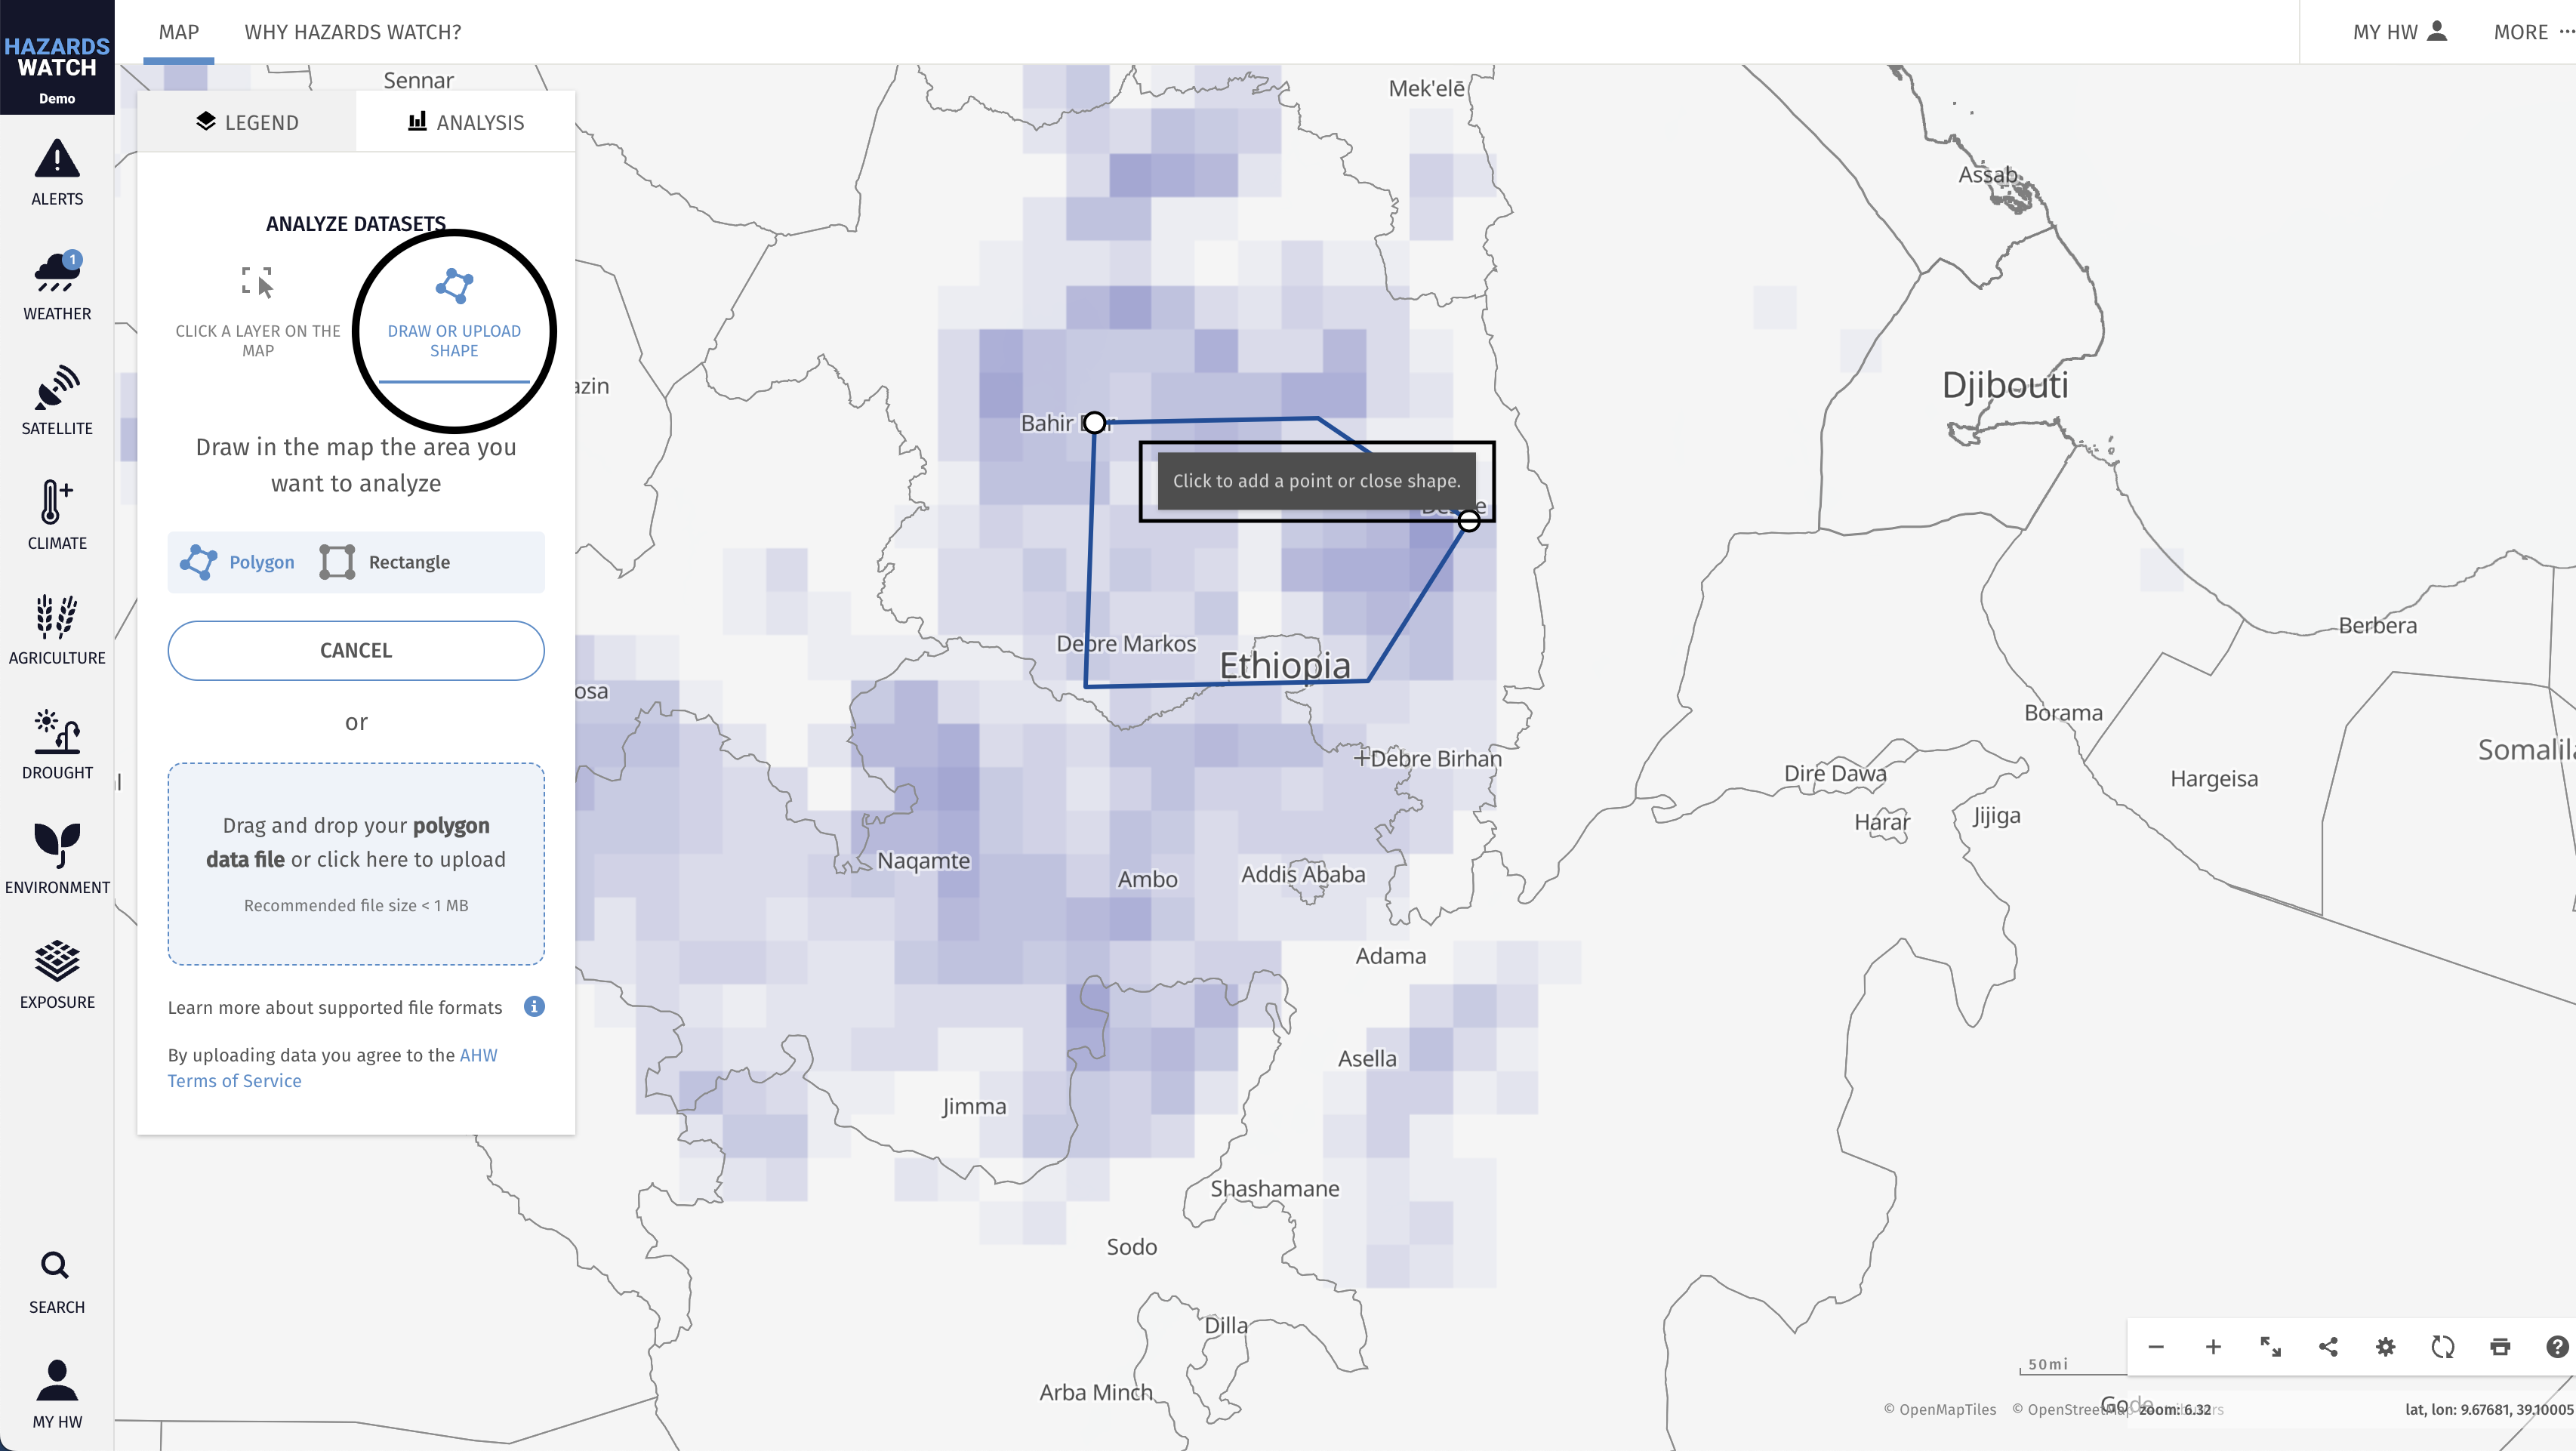 HAZARDS
WATCH
Demo
MAP
WHY HAZARDS WATCH?
MY HW
MORE
ALERTS
1
WEATHER
SATELLITE
CLIMATE
AGRICULTURE
DROUGHT
ENVIRONMENT
EXPOSURE
SEARCH
MY HW
LEGEND
ANALYSIS
ANALYZE DATASETS
CLICK A LAYER ON THE
MAP
DRAW OR UPLOAD
SHAPE
Draw in the map the area you
want to analyze
Polygon
Rectangle
CANCEL
or
Drag and drop your polygon
data file or click here to upload
Recommended file size < 1 MB
Learn more about supported file formats
By uploading data you agree to the AHW
Terms of Service
Sennar
Mek'elē
Assab
azin
Djibouti
Bahir
Click to add a point or close shape.
Debre Markos
Ethiopia
Berbera
osa
Borama
Somalil
Debre Birhan
Dire Dawa
Hargeisa
Harar
Jijiga
Naqamte
Ambo
Addis Ababa
Adama
Asella
Jimma
Shashamane
Sodo
Dilla
Arba Minch
50mi
© OpenMapTiles
© OpenStreetMap
zoom: 6.32
lat, lon: 9.67681, 39.10005